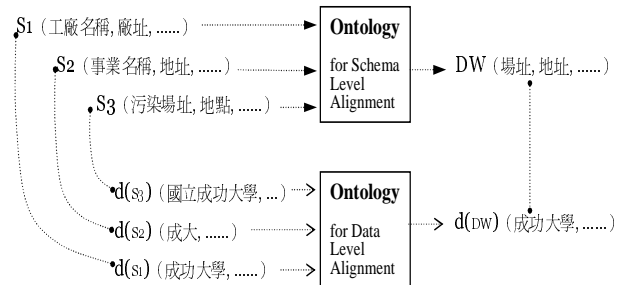 S1 (工廠名稱, 廠址, ......)
S2 (事業名稱, 地址, ......)
S3 (污染場址, 地點, ......)
Ontology
for Schema
Level
Alignment
DW (場址, 地址, ......)
d(S3) (國立成功大學, ...)
d(S2) (成大, ......)
d(S1) (成功大學, ......)
Ontology
for Data
Level
Alignment
d(DW) (成功大學, ......)